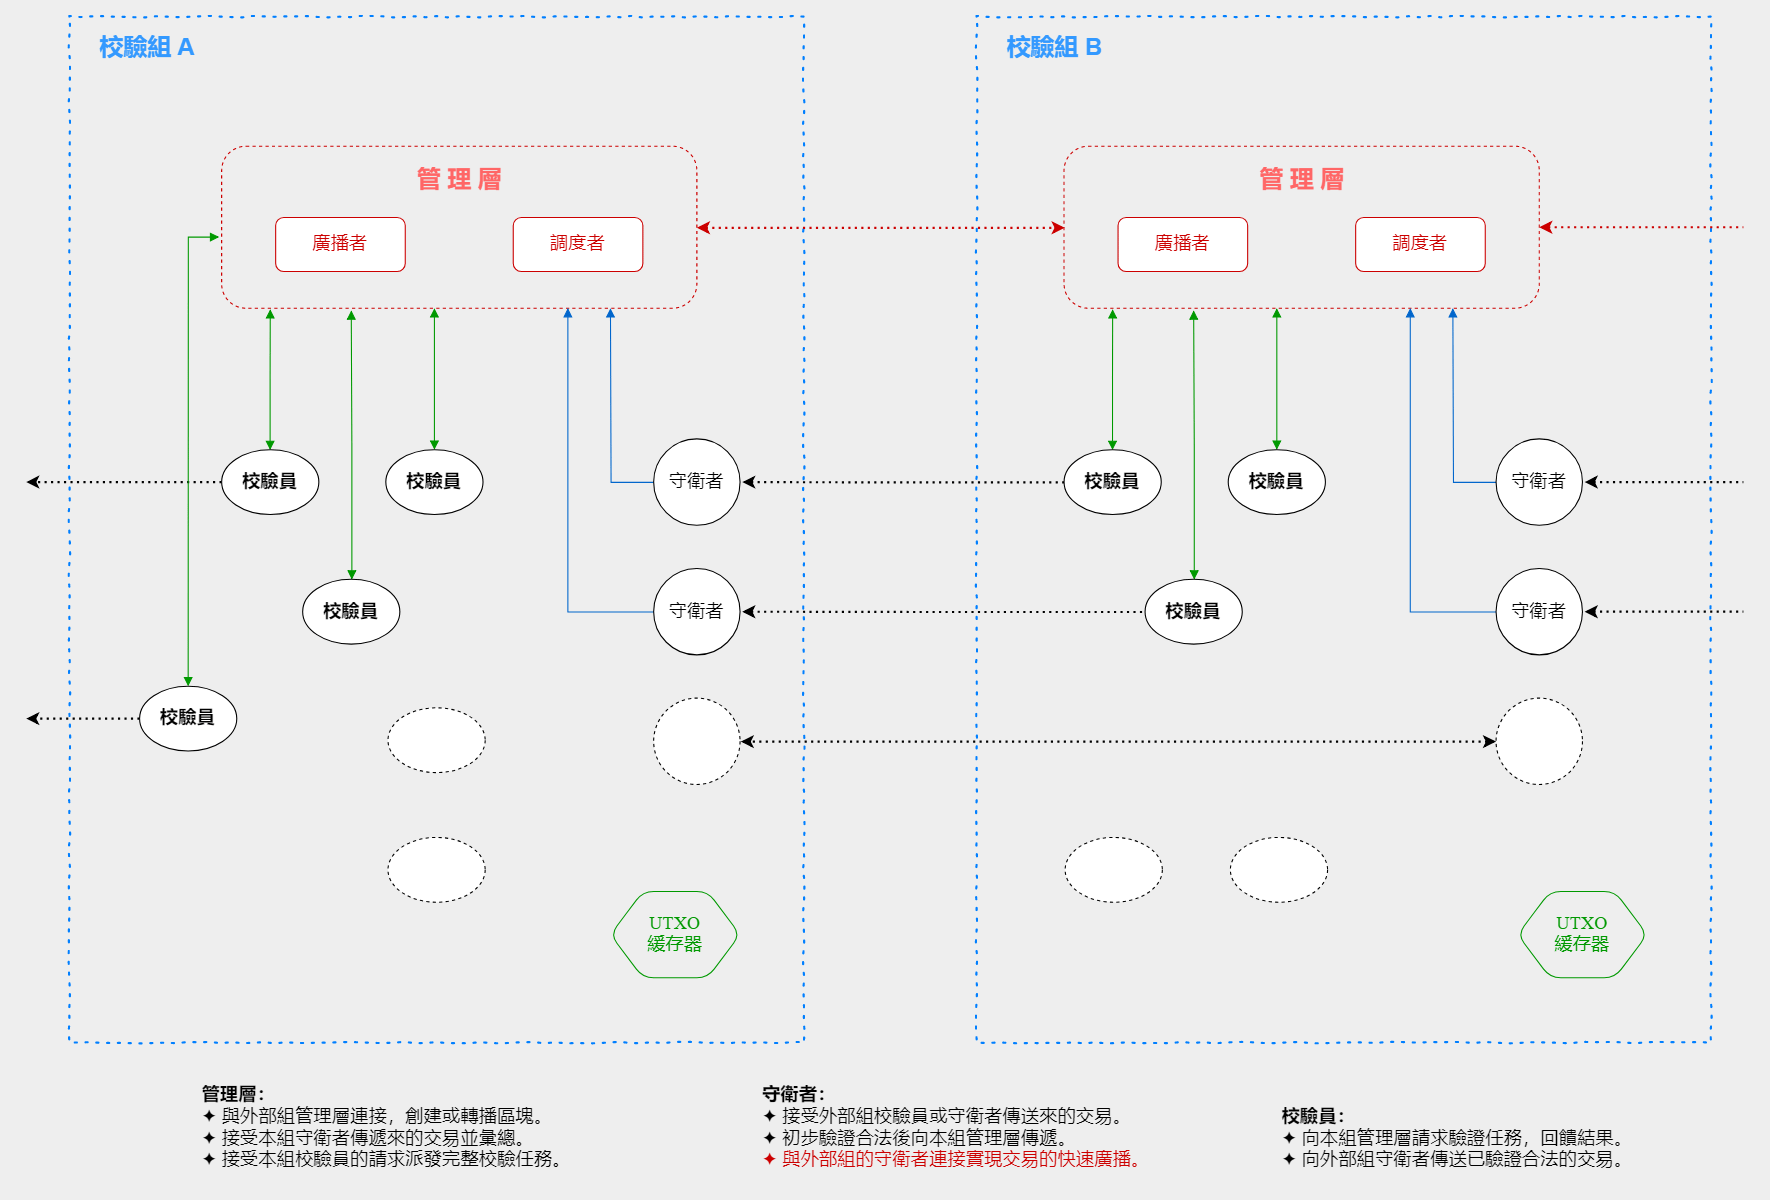 校驗組 A
校驗組 B
管 理 層
管 理 層
廣播者
調度者
廣播者
調度者
校驗員
校驗員
守衛者
校驗員
校驗員
守衛者
校驗員
守衛者
校驗員
守衛者
校驗員
UTXO
緩存器
UTXO
緩存器
管理層：
✦ 與外部組管理層連接，創建或轉播區塊。
✦ 接受本組守衛者傳遞來的交易並彙總。
✦ 接受本組校驗員的請求派發完整校驗任務。
守衛者：
✦ 接受外部組校驗員或守衛者傳送來的交易。
✦ 初步驗證合法後向本組管理層傳遞。
✦ 與外部組的守衛者連接實現交易的快速廣播。
校驗員：
✦ 向本組管理層請求驗證任務，回饋結果。
✦ 向外部組守衛者傳送已驗證合法的交易。